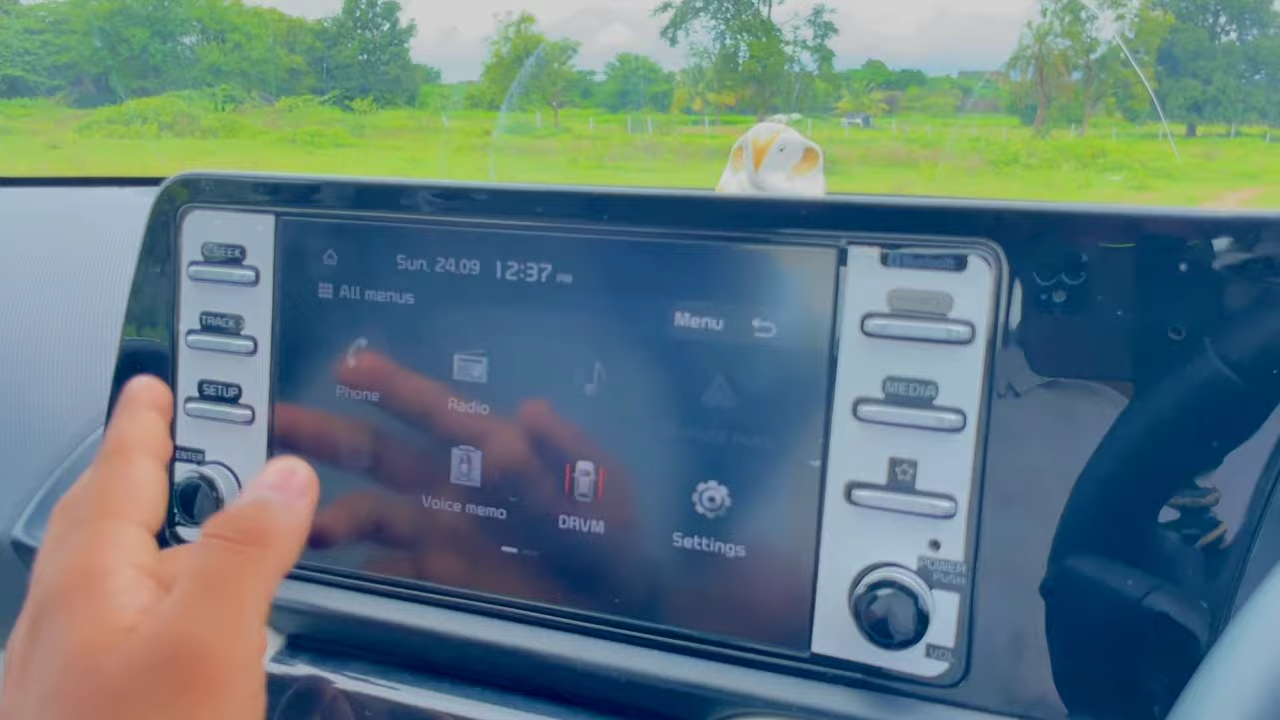 SEEK
TRACK
SETUP
ENTER
Sun, 24.09 12:37 PM
All menus
Menu
Phone
Radio
Voice memo
DRVM
Settings
MEDIA
POWER
PUSH
VOL